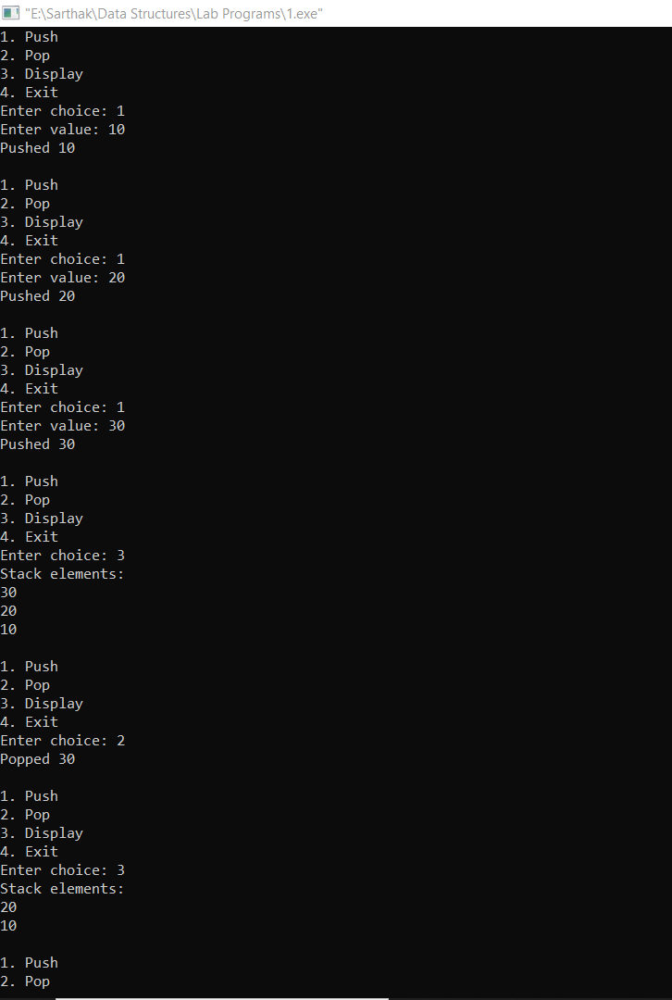 "E:\Sarthak\Data Structures\Lab Programs\1.exe"
1. Push
2. Pop
3. Display
4. Exit
Enter choice: 1
Enter value: 10
Pushed 10

1. Push
2. Pop
3. Display
4. Exit
Enter choice: 1
Enter value: 20
Pushed 20

1. Push
2. Pop
3. Display
4. Exit
Enter choice: 1
Enter value: 30
Pushed 30

1. Push
2. Pop
3. Display
4. Exit
Enter choice: 3
Stack elements:
30
20
10

1. Push
2. Pop
3. Display
4. Exit
Enter choice: 2
Popped 30

1. Push
2. Pop
3. Display
4. Exit
Enter choice: 3
Stack elements:
20
10

1. Push
2. Pop